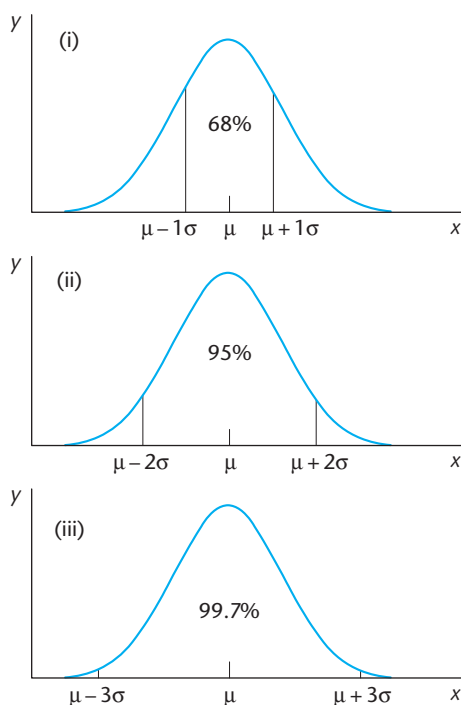 y
(i)
68%
μ – 1σ μ μ + 1σ x
y
(ii)
95%
μ – 2σ μ μ + 2σ x
y
(iii)
99.7%
μ – 3σ μ μ + 3σ x